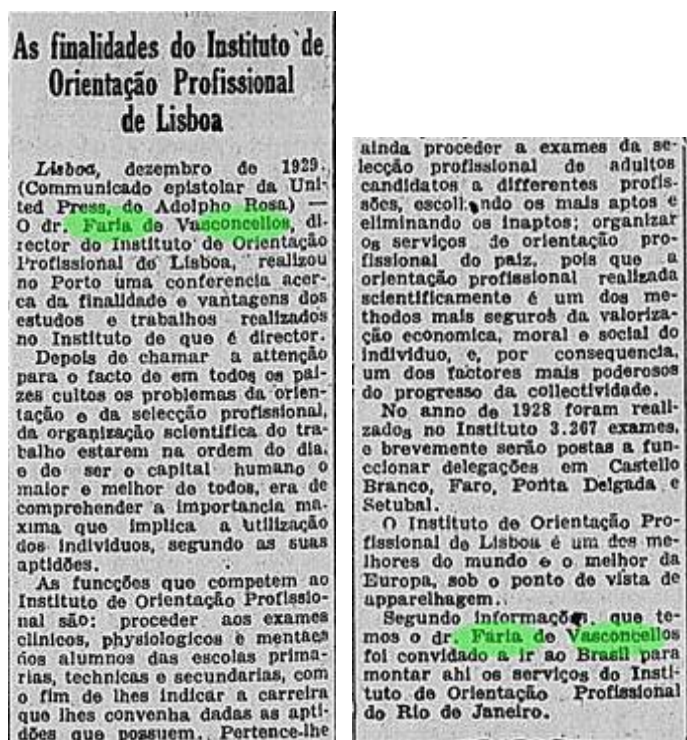 As finalidades do Instituto de
Orientação Profissional
de Lisboa
Lisboa, dezembro de 1929.
(Communicado epistolar da Uni-
ted Press, de Adolpho Rosa) —
O dr. Faria de Vasconcellos, di-
rector do Instituto de Orientação
Profissional de Lisboa, realizou
no Porto uma conferencia acer-
ca da finalidade e vantagens dos
estudos e trabalhos realizados
no Instituto de que é director.
Depois de chamar a attenção
para o facto de em todos os pai-
zes cultos os problemas da orien-
tação e da selecção profissional,
da organização scientifica do tra-
balho estarem na ordem do dia,
e de ser o capital humano o
maior e melhor de todos, era de
comprehender a importancia ma-
xima que implica a utilização
dos individuos, segundo as suas
aptidões.
As funcções que competem ao
Instituto de Orientação Profissio-
nal são: proceder aos exames
clinicos, physiologicos e mentaes
dos alumnos das escolas prima-
rias, technicas e secundarias, com
o fim de lhes indicar a carreira
que lhes convenha dadas as apti-
dões que possuem. Pertence-lhe
ainda proceder a exames da se-
lecção profissional de adultos
candidatos a differentes profis-
sões, escolhendo os mais aptos e
eliminando os inaptos; organizar
os serviços de orientação pro-
fissional do paiz, pois que a
orientação profissional realizada
scientificamente é um dos me-
thodos mais seguros da valoriza-
ção economica, moral e social do
individuo, e, por consequencia,
um dos factores mais poderosos
do progresso da collectividade.
No anno de 1928 foram reali-
zados no Instituto 3.267 exames,
e brevemente serão postas a fun-
ccionar delegações em Castello
Branco, Faro, Ponta Delgada e
Setubal.
O Instituto de Orientação Pro-
fissional de Lisboa é um dos me-
lhores do mundo e o melhor da
Europa, sob o ponto de vista de
apparelhagem.
Segundo informações, que te-
mos o dr. Faria de Vasconcellos
foi convidado a ir ao Brasil para
montar ahi os serviços do Insti-
tuto de Orientação Profissional
do Rio de Janeiro.